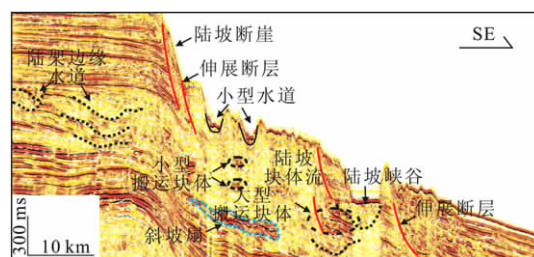 陆坡断崖
SE
陆架边缘
水道
伸展断层
小型水道
小型
搬运块体
大型
搬运块体
陆坡
块体流
陆坡峡谷
斜坡扇
伸展断层
300 ms
10 km